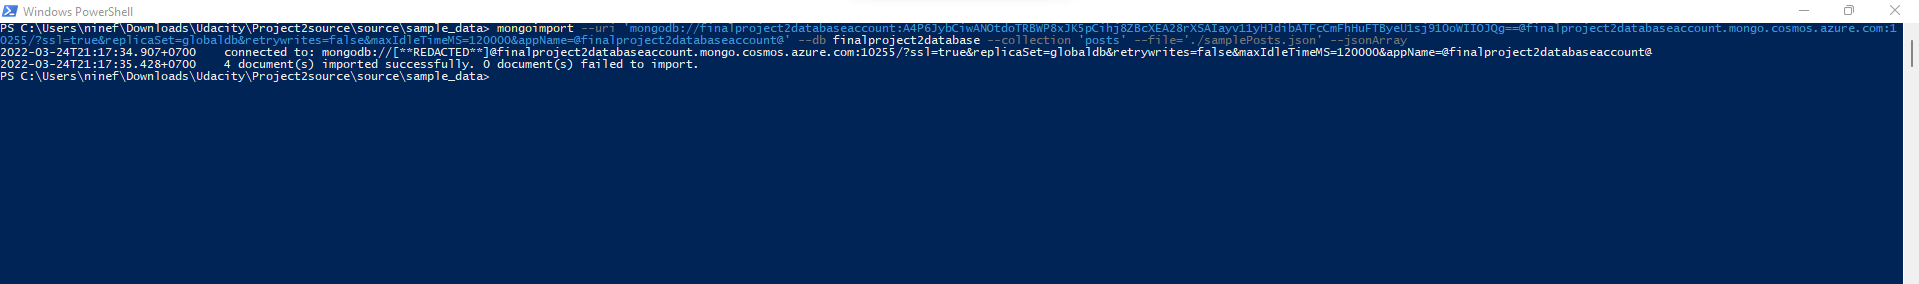 Windows PowerShell
PS C:\Users\ninef\Downloads\Udacity\Project2source\source\sample_data> mongoimport --uri 'mongodb://finalproject2databaseaccount:@finalproject2databaseaccount.mongo.cosmos.azure.com:1
0255/?ssl=true&replicaSet=globaldb&retrywrites=false&maxIdleTimeMS=120000&appName=@finalproject2databaseaccount@' --db finalproject2database --collection 'posts' --file='./samplePosts.json' --jsonArray
2022-03-24T21:17:34.907+0700    connected to: mongodb://[**REDACTED**]@finalproject2databaseaccount.mongo.cosmos.azure.com:10255/?ssl=true&replicaSet=globaldb&retrywrites=false&maxIdleTimeMS=120000&appName=@finalproject2databaseaccount@
2022-03-24T21:17:35.428+0700    4 document(s) imported successfully. 0 document(s) failed to import.
PS C:\Users\ninef\Downloads\Udacity\Project2source\source\sample_data>